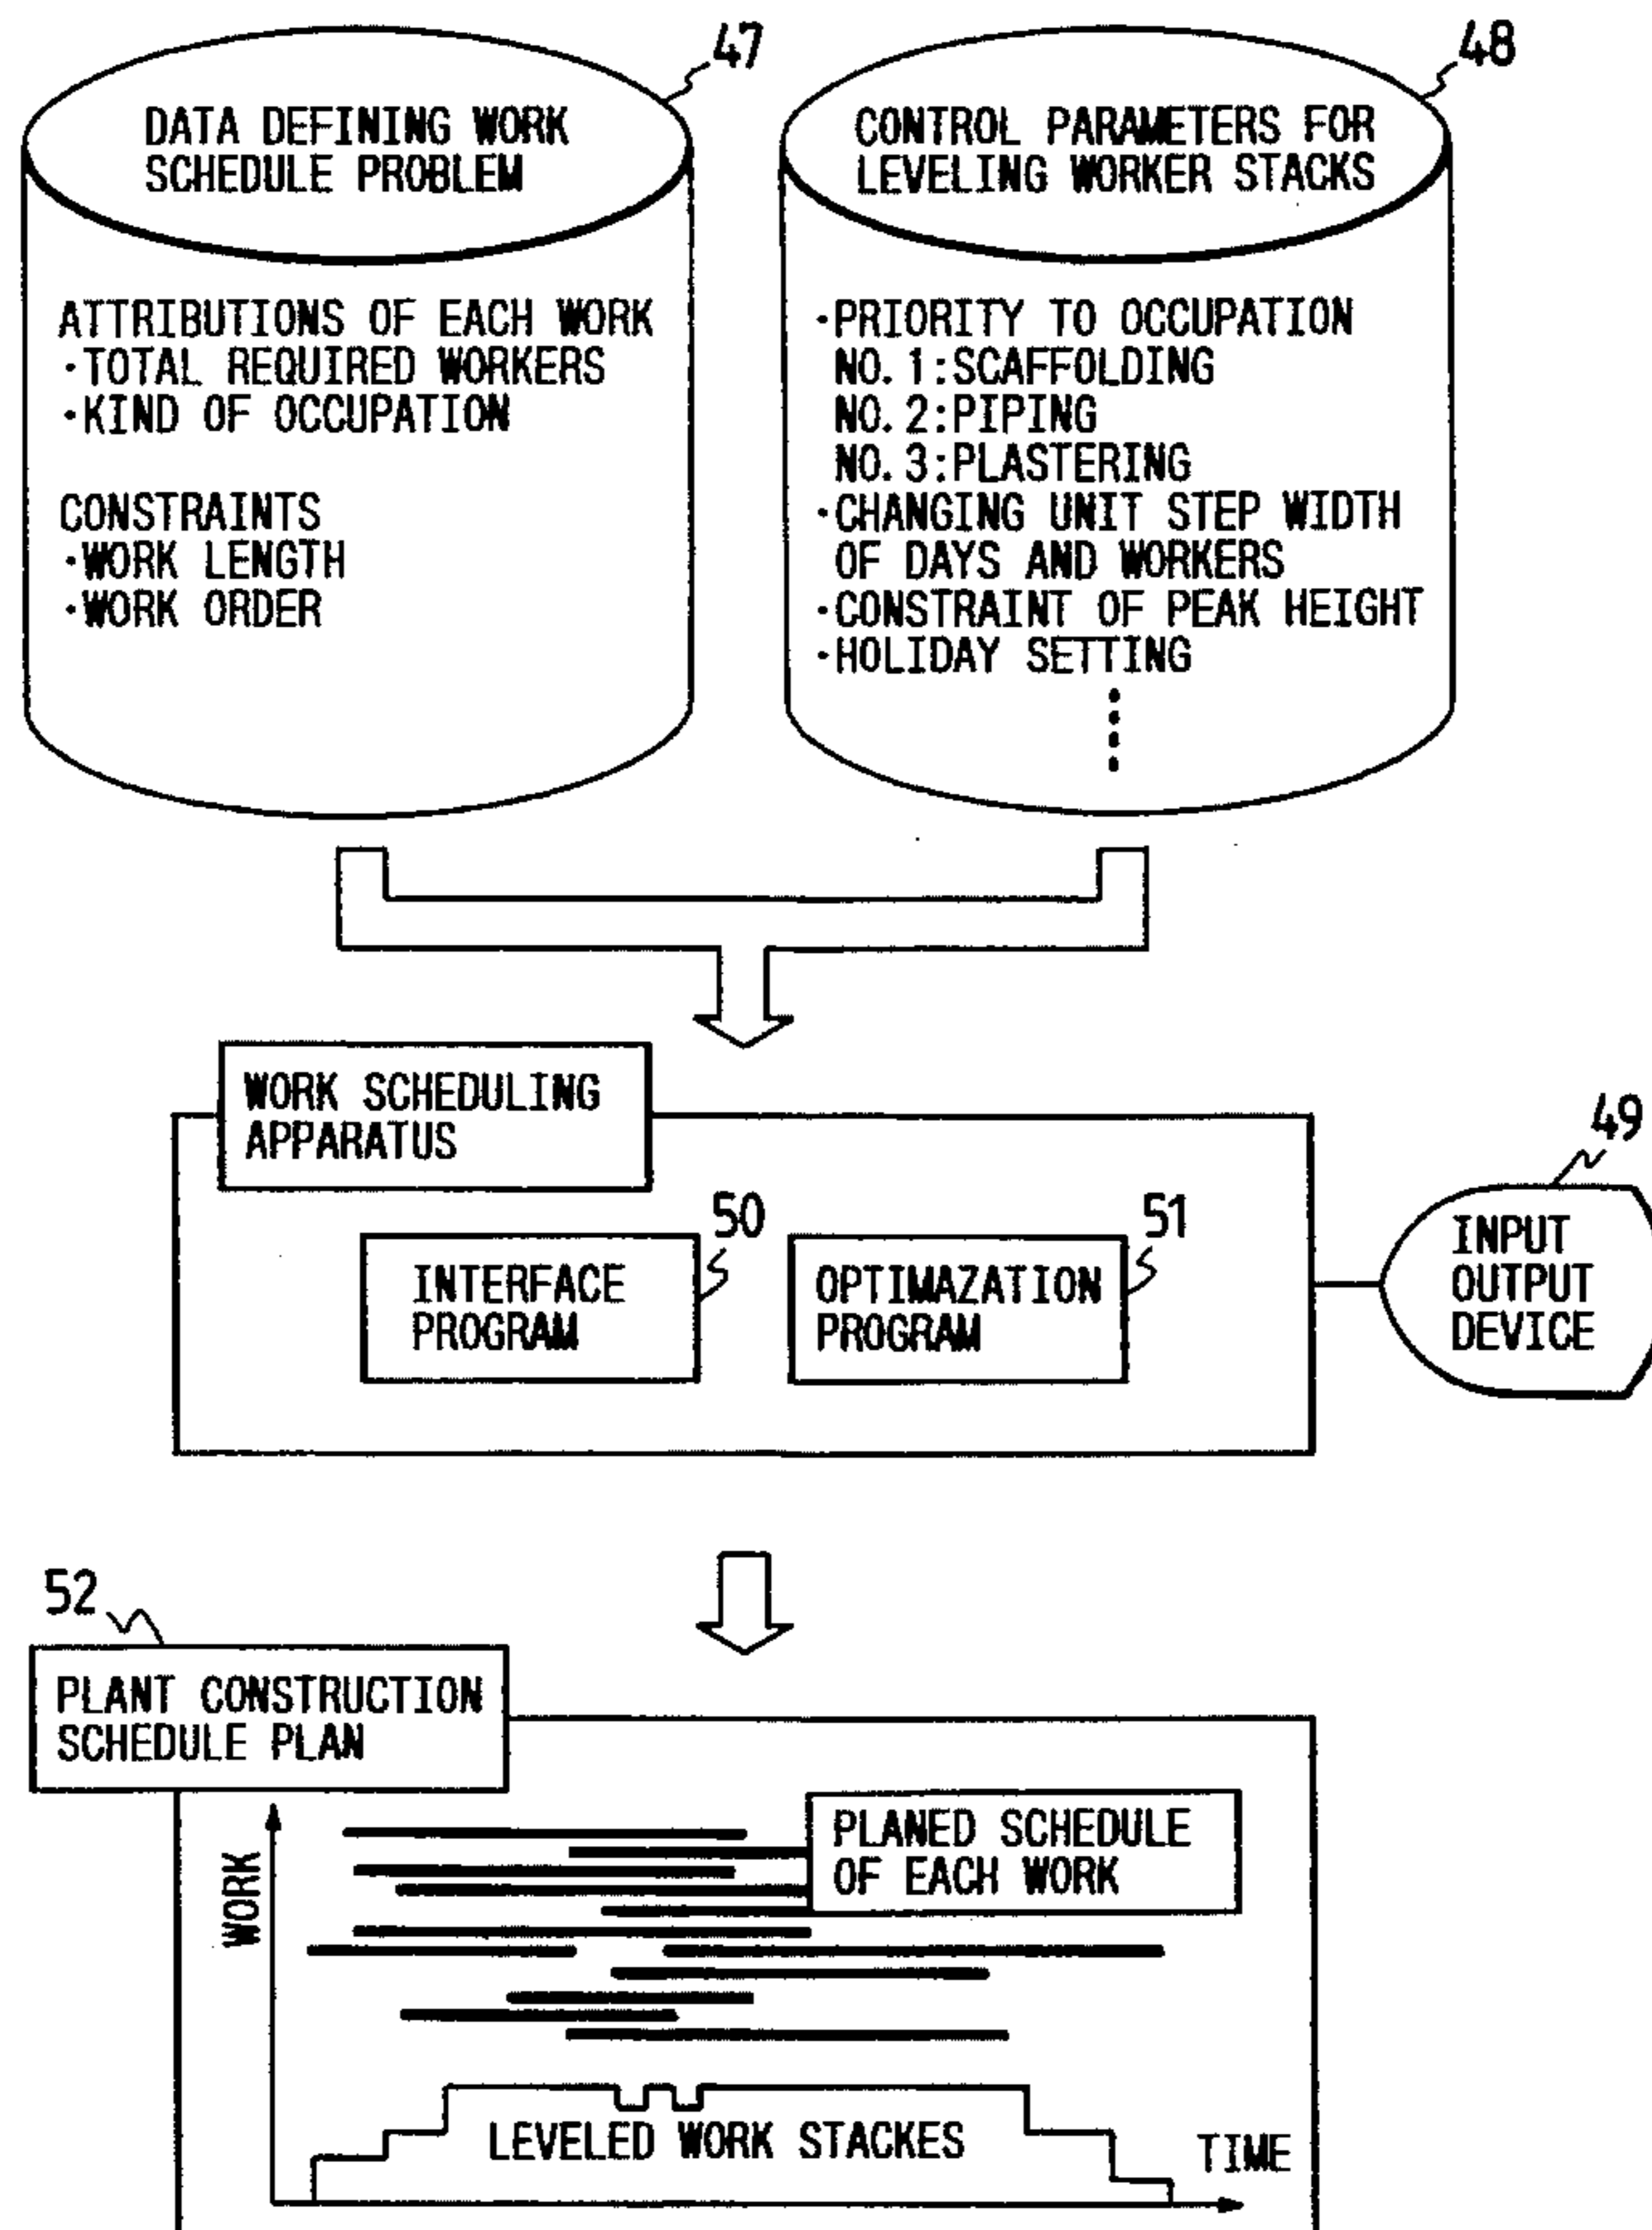 47
DATA DEFINING WORK
SCHEDULE PROBLEM
ATTRIBUTIONS OF EACH WORK
·TOTAL REQUIRED WORKERS
·KIND OF OCCUPATION
CONSTRAINTS
·WORK LENGTH
·WORK ORDER
48
CONTROL PARAMETERS FOR
LEVELING WORKER STACKS
·PRIORITY TO OCCUPATION
NO.1:SCAFFOLDING
NO.2:PIPING
NO.3:PLASTERING
·CHANGING UNIT STEP WIDTH
OF DAYS AND WORKERS
·CONSTRAINT OF PEAK HEIGHT
·HOLIDAY SETTING
WORK SCHEDULING
APPARATUS
50
INTERFACE
PROGRAM
51
OPTIMAZATION
PROGRAM
49
INPUT
OUTPUT
DEVICE
52
PLANT CONSTRUCTION
SCHEDULE PLAN
WORK
PLANED SCHEDULE
OF EACH WORK
LEVELED WORK STACKES
TIME